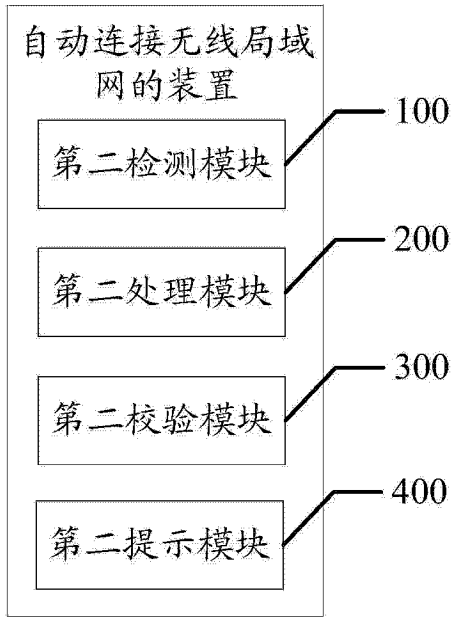 自动连接无线局域
网的装置
第二检测模块
100
第二处理模块
200
第二校验模块
300
第二提示模块
400